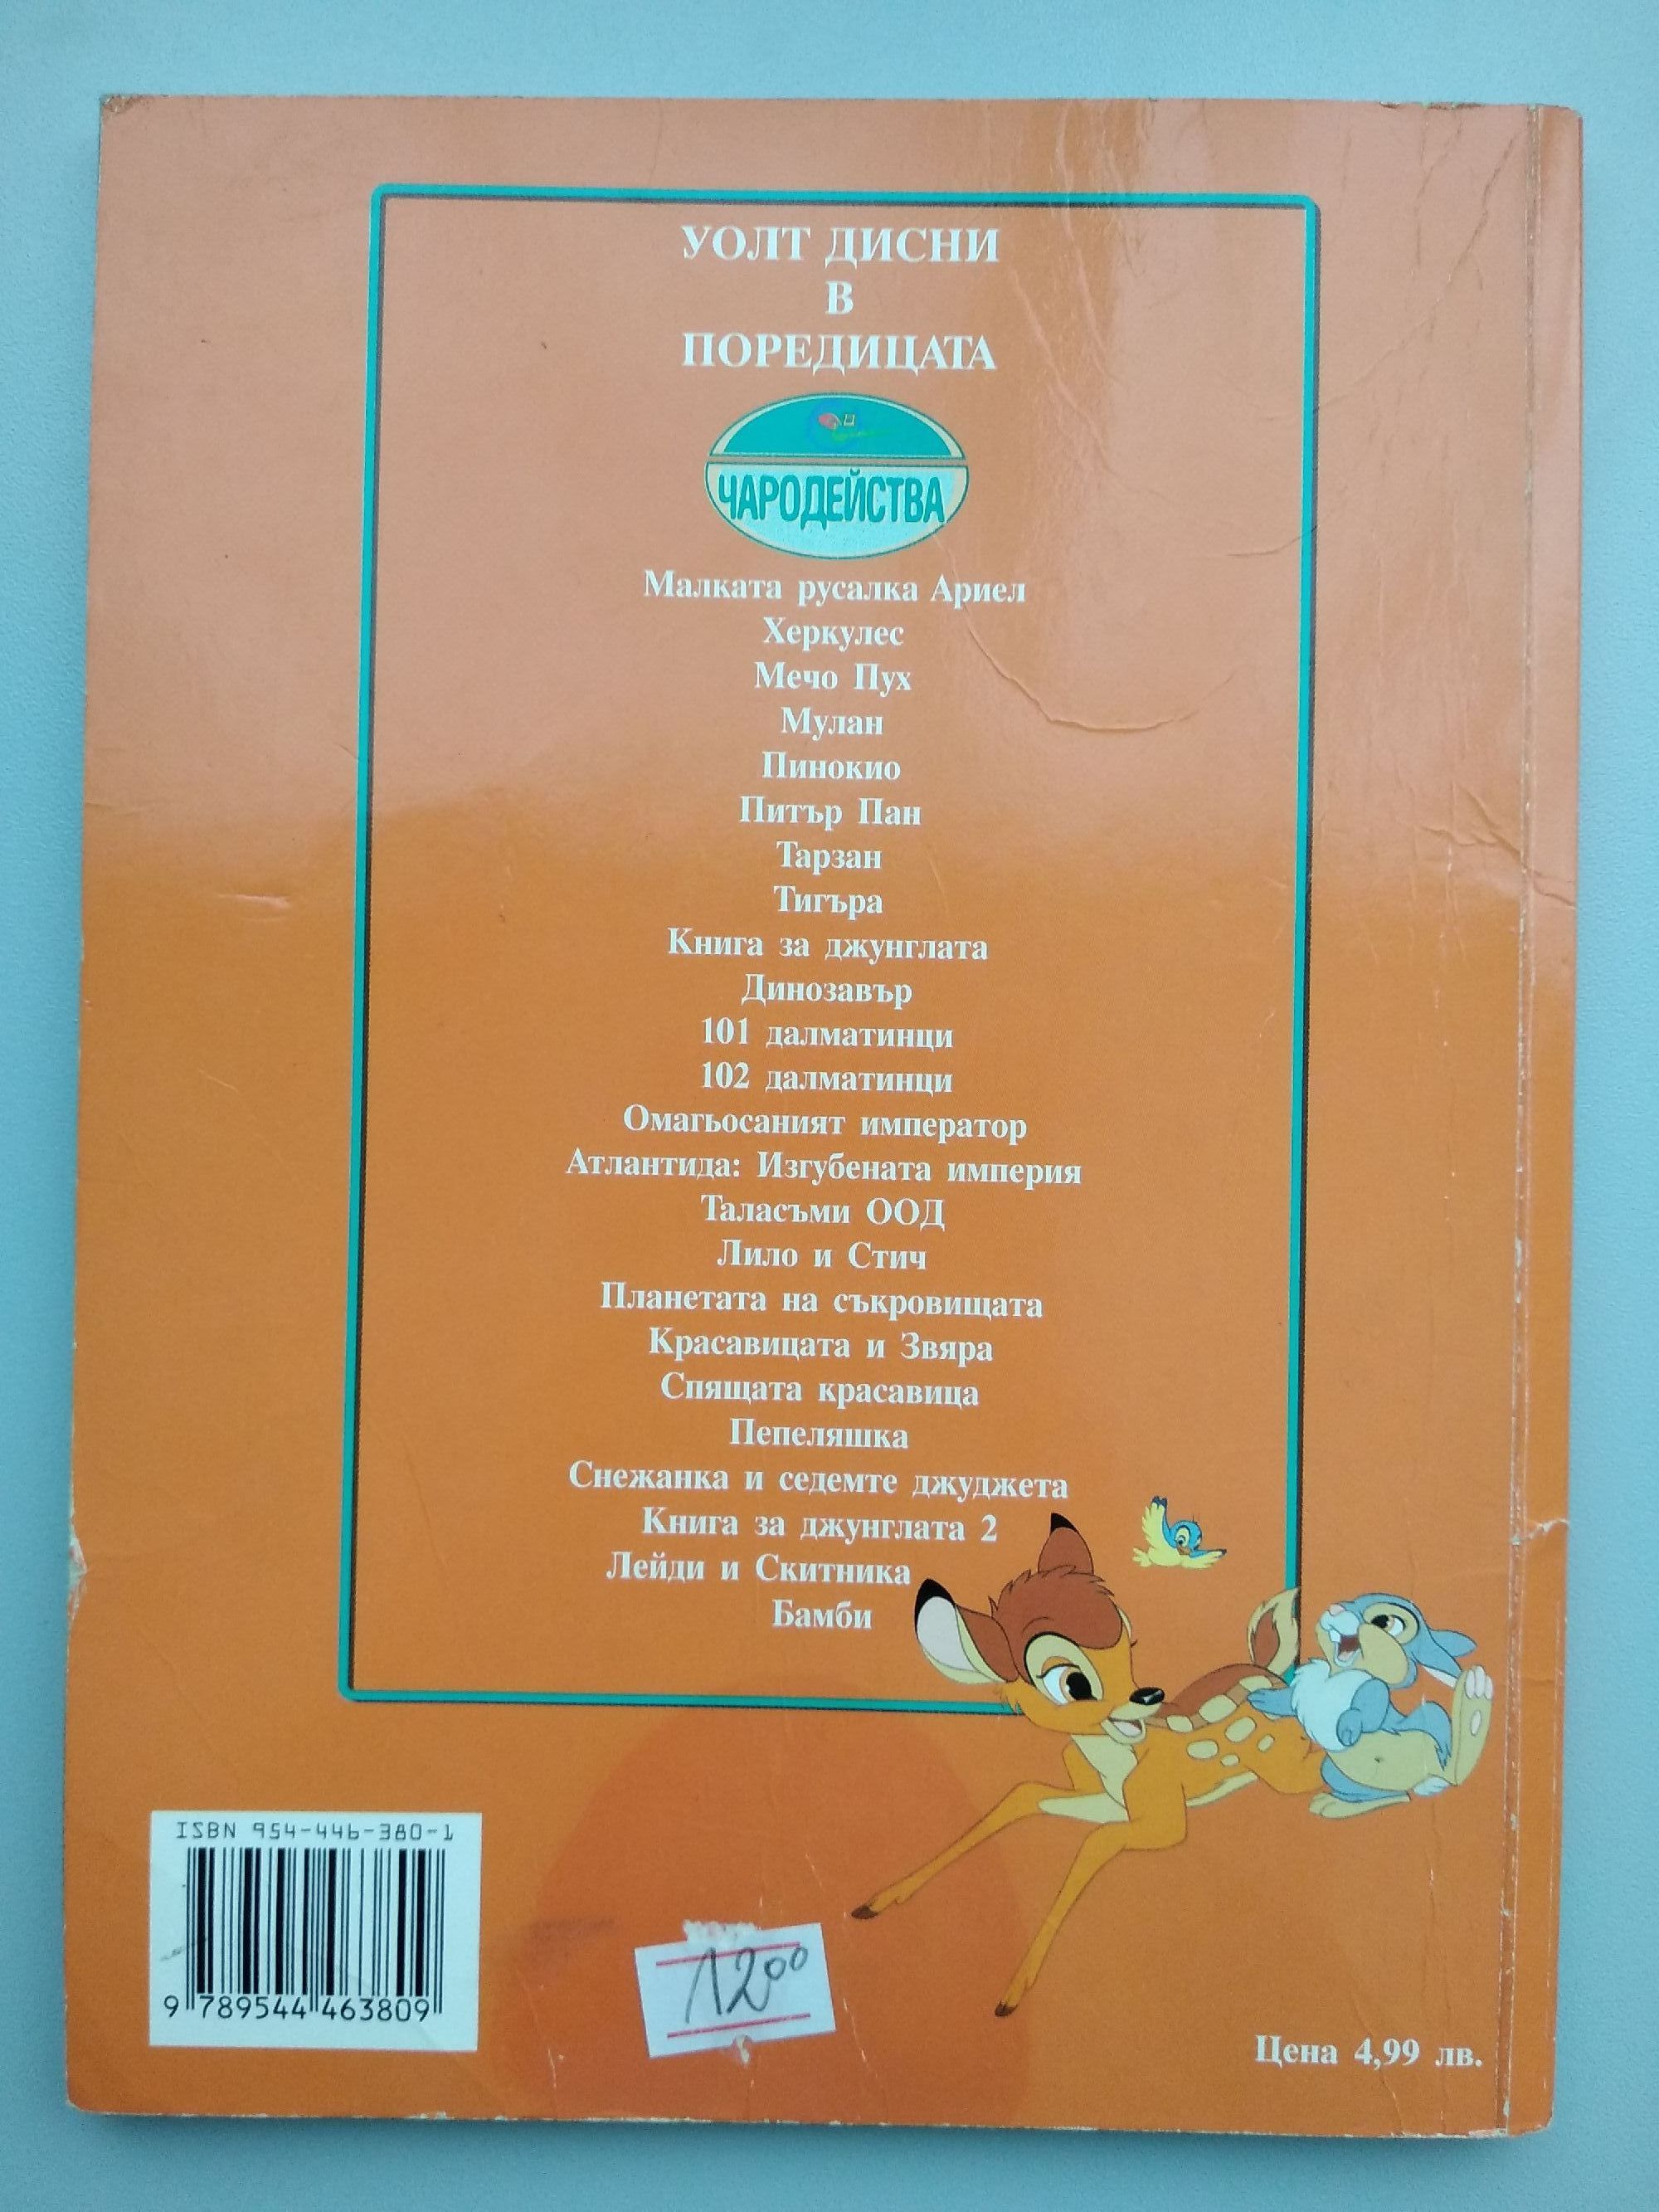 УОЛТ ДИСНИ
В
ПОРЕДИЦАТА
ЧАРОДЕЙСТВА
Малката русалка Ариел
Херкулес
Мечо Пух
Мулан
Пинокио
Питър Пан
Тарзан
Тигъра
Книга за джунглата
Динозавър
101 далматинци
102 далматинци
Омагьосаният император
Атлантида: Изгубената империя
Таласъми ООД
Лило и Стич
Планетата на съкровищата
Красавицата и Звяра
Спящата красавица
Пепеляшка
Снежанка и седемте джуджета
Книга за джунглата 2
Лейди и Скитника
Бамби
ISBN 954-446-380-1
9 789544 463809
12 00
Цена 4,99 лв.